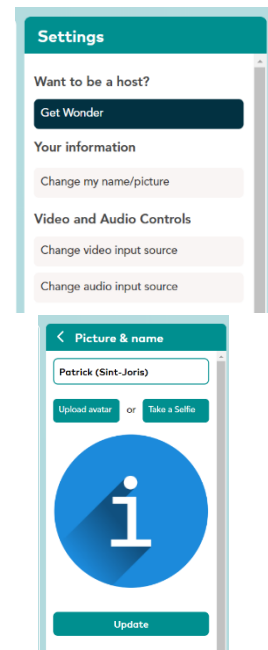 Settings
Want to be a host?
Get Wonder
Your information
Change my name/picture
Video and Audio Controls
Change video input source
Change audio input source
< Picture & name
Patrick (Sint-Joris)
Upload avatar or Take a Selfie
i
Update